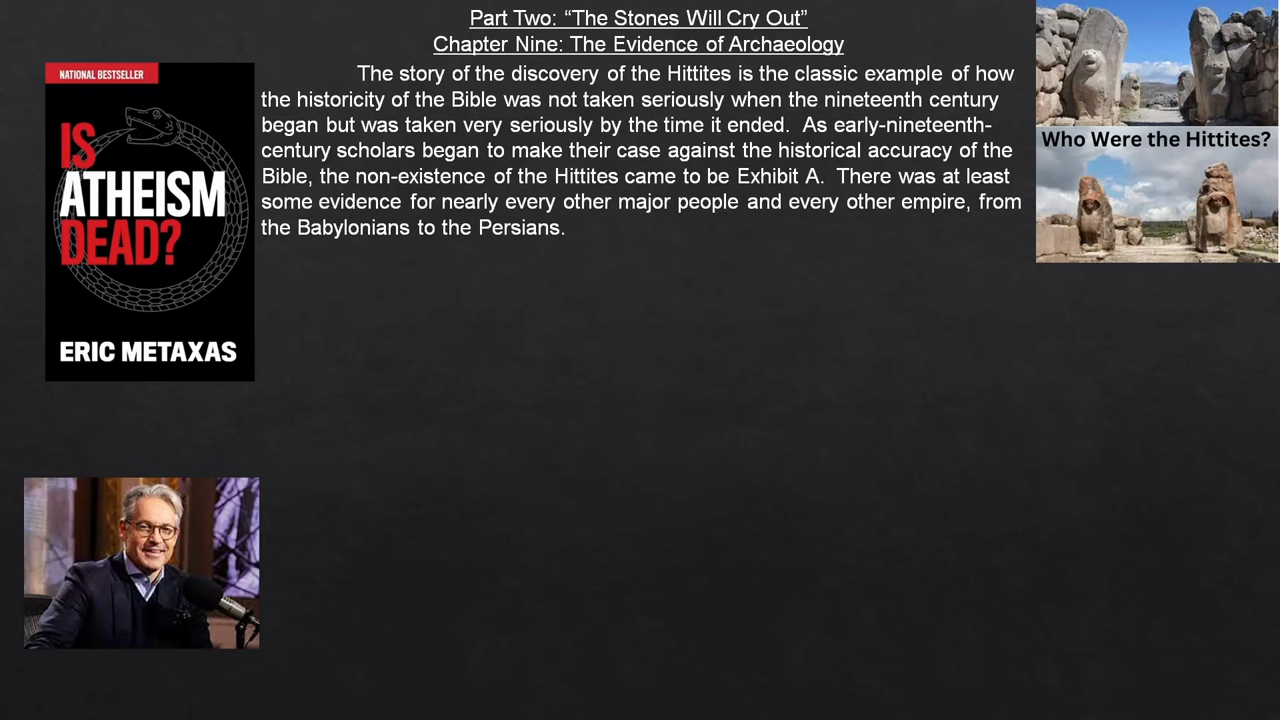 Part Two: “The Stones Will Cry Out”
Chapter Nine: The Evidence of Archaeology
The story of the discovery of the Hittites is the classic example of how
the historicity of the Bible was not taken seriously when the nineteenth century
began but was taken very seriously by the time it ended.  As early-nineteenth-
century scholars began to make their case against the historical accuracy of the
Bible, the non-existence of the Hittites came to be Exhibit A.  There was at least
some evidence for nearly every other major people and every other empire, from
the Babylonians to the Persians.
NATIONAL BESTSELLER
IS
ATHEISM
DEAD?
ERIC METAXAS
Who Were the Hittites?